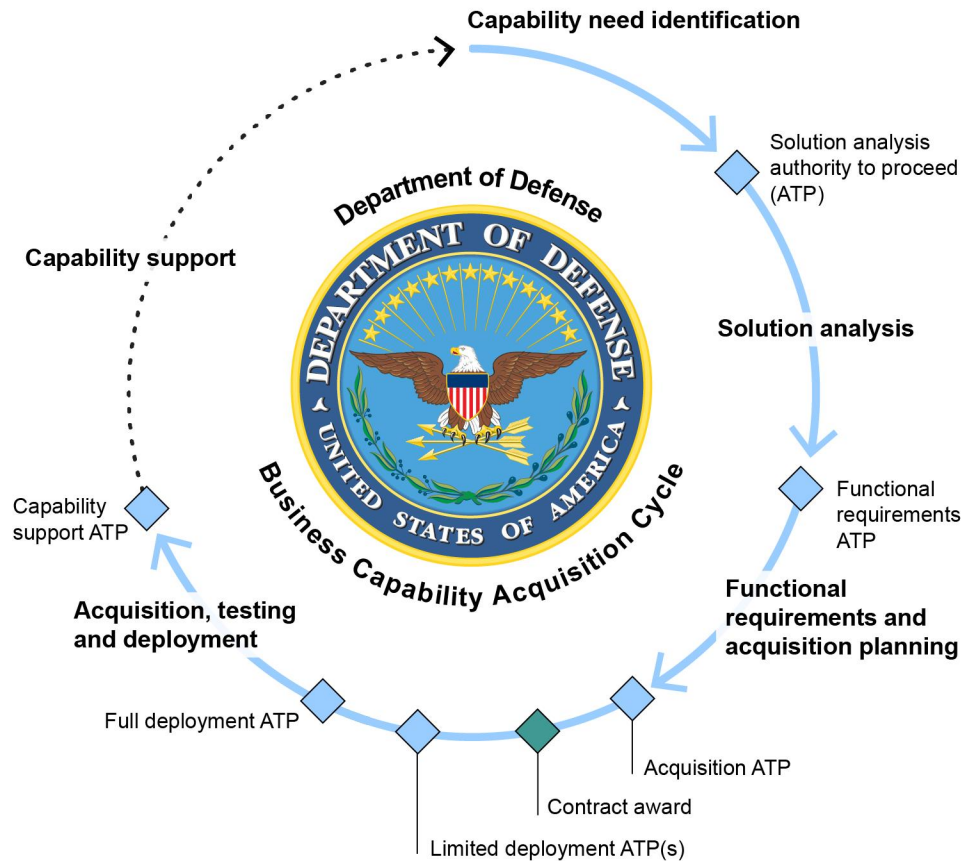 Capability need identification
Solution analysis
authority to proceed
(ATP)
Department of Defense
DEPARTMENT OF DEFENSE
UNITED STATES OF AMERICA
Business Capability Acquisition Cycle
Capability support
Solution analysis
Functional
requirements
ATP
Capability
support ATP
Functional
requirements and
acquisition planning
Acquisition, testing
and deployment
Full deployment ATP
Acquisition ATP
Contract award
Limited deployment ATP(s)